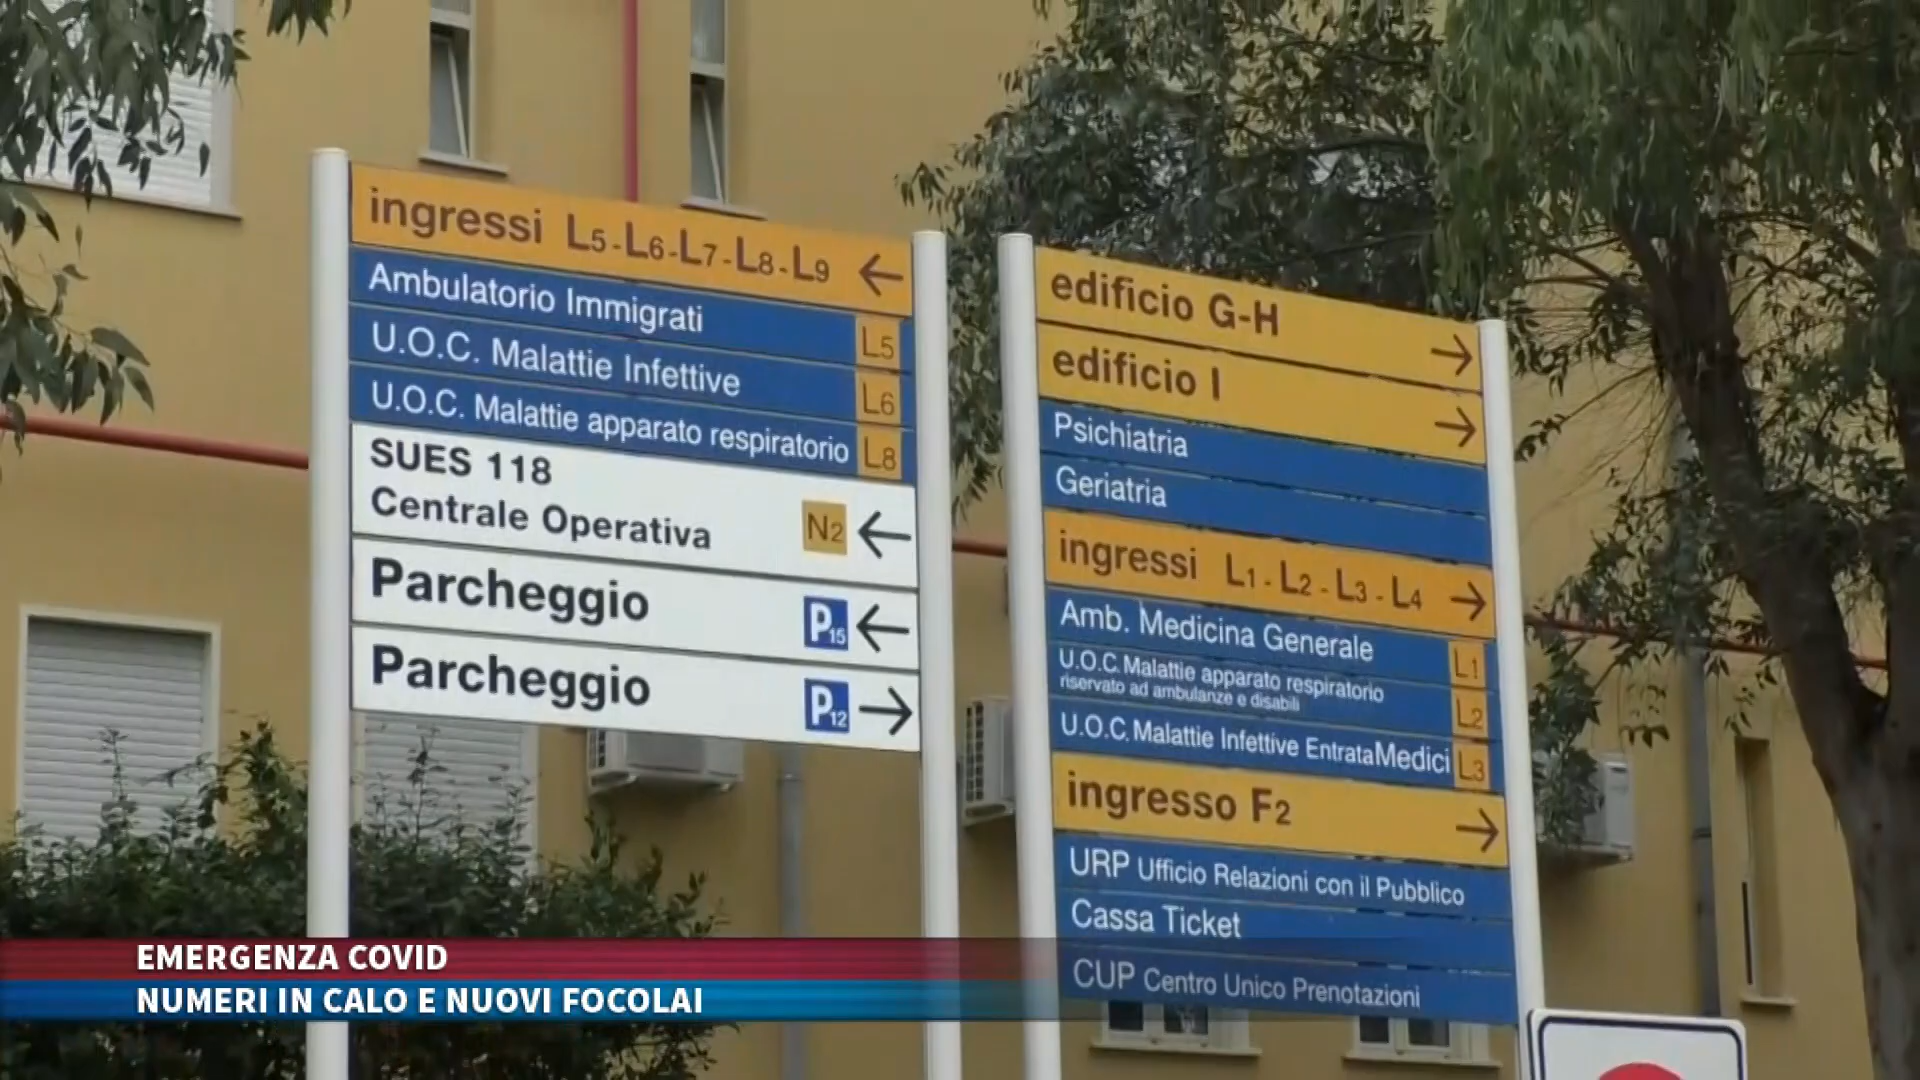 ingressi L5-L6-L7-L8-L9
Ambulatorio Immigrati L5
U.O.C. Malattie Infettive L6
U.O.C. Malattie apparato respiratorio L8
SUES 118
Centrale Operativa N2
Parcheggio P15
Parcheggio P12
edificio G-H
edificio I
Psichiatria
Geriatria
ingressi L1-L2-L3-L4
Amb. Medicina Generale L1
U.O.C. Malattie apparato respiratorio
riservato ad ambulanze e disabili L2
U.O.C. Malattie Infettive Entrata Medici L3
ingresso F2
URP Ufficio Relazioni con il Pubblico
Cassa Ticket
CUP Centro Unico Prenotazioni
EMERGENZA COVID
NUMERI IN CALO E NUOVI FOCOLAI